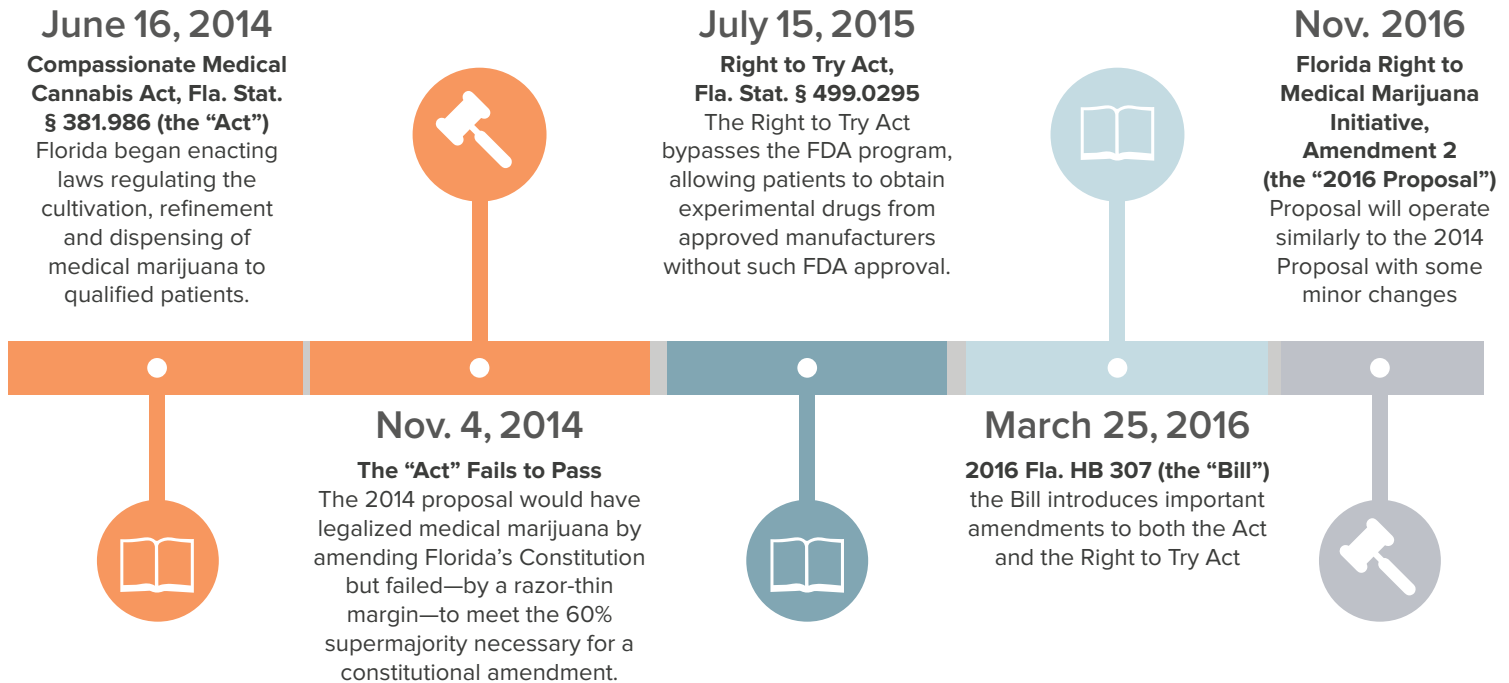 June 16, 2014
Compassionate Medical
Cannabis Act, Fla. Stat.
§ 381.986 (the “Act”)
Florida began enacting
laws regulating the
cultivation, refinement
and dispensing of
medical marijuana to
qualified patients.
Nov. 4, 2014
The “Act” Fails to Pass
The 2014 proposal would have
legalized medical marijuana by
amending Florida’s Constitution
but failed—by a razor-thin
margin—to meet the 60%
supermajority necessary for a
constitutional amendment.
July 15, 2015
Right to Try Act,
Fla. Stat. § 499.0295
The Right to Try Act
bypasses the FDA program,
allowing patients to obtain
experimental drugs from
approved manufacturers
without such FDA approval.
March 25, 2016
2016 Fla. HB 307 (the “Bill”)
the Bill introduces important
amendments to both the Act
and the Right to Try Act
Nov. 2016
Florida Right to
Medical Marijuana
Initiative,
Amendment 2
(the “2016 Proposal”)
Proposal will operate
similarly to the 2014
Proposal with some
minor changes